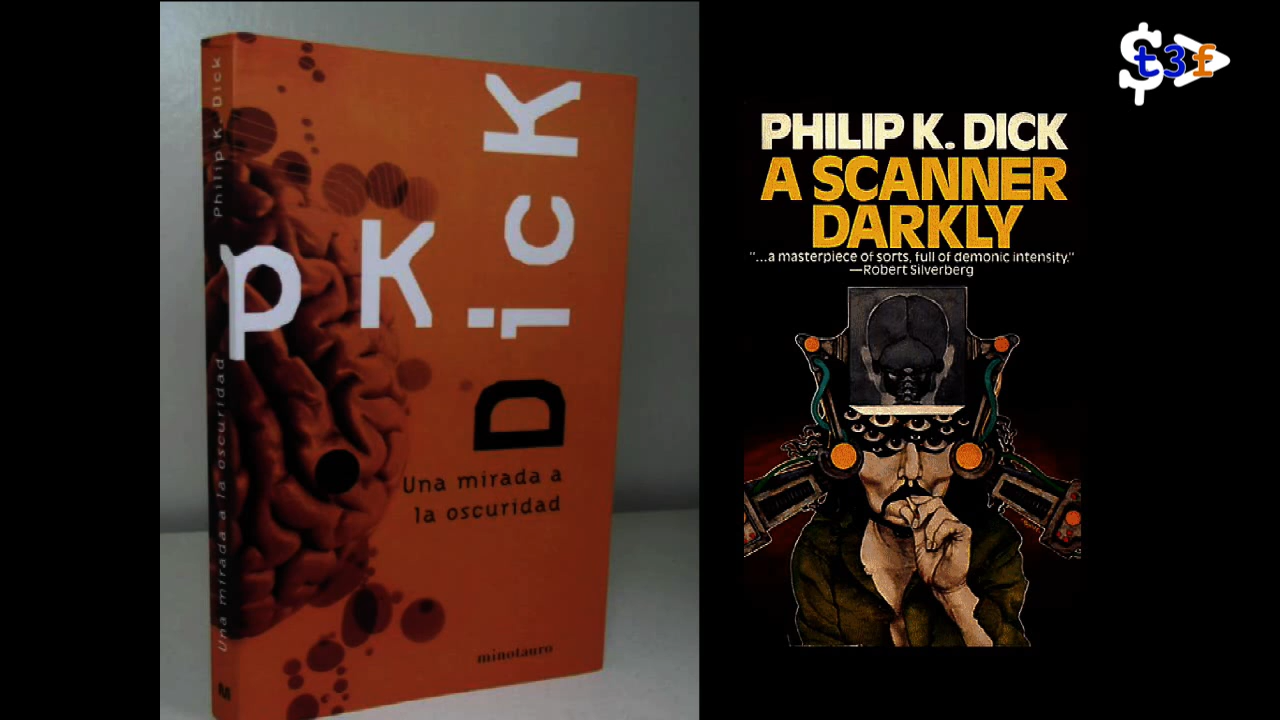 Philip K. Dick
Una mirada a la oscuridad
M
p K
Dick
Una mirada a
la oscuridad
minotauro
$t3f
PHILIP K. DICK
A SCANNER
DARKLY
"...a masterpiece of sorts, full of demonic intensity."
—Robert Silverberg